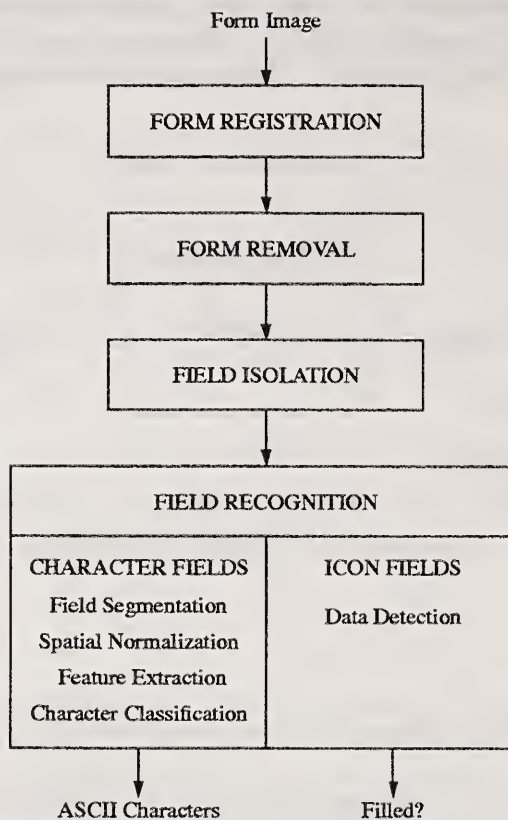 Form Image
FORM REGISTRATION
FORM REMOVAL
FIELD ISOLATION
FIELD RECOGNITION
CHARACTER FIELDS
Field Segmentation
Spatial Normalization
Feature Extraction
Character Classification
ICON FIELDS
Data Detection
ASCII Characters
Filled?